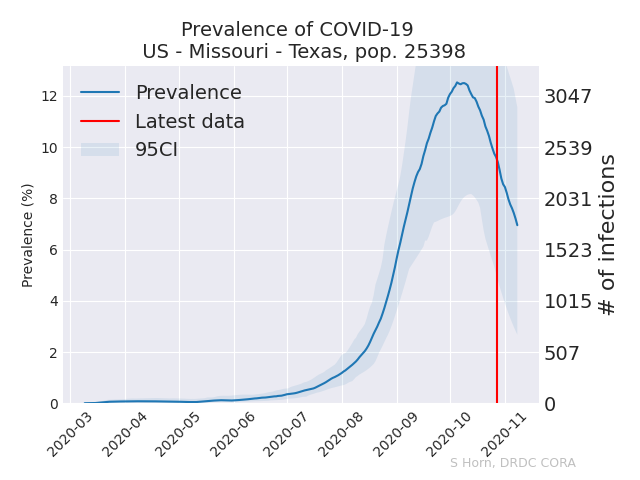 Prevalence of COVID-19
US - Missouri - Texas, pop. 25398
Prevalence
Latest data
95CI
Prevalence (%)
12
10
8
6
4
2
0
3047
2539
2031
1523
1015
507
0
# of infections
2020-03
2020-04
2020-05
2020-06
2020-07
2020-08
2020-09
2020-10
2020-11
S Horn, DRDC CORA